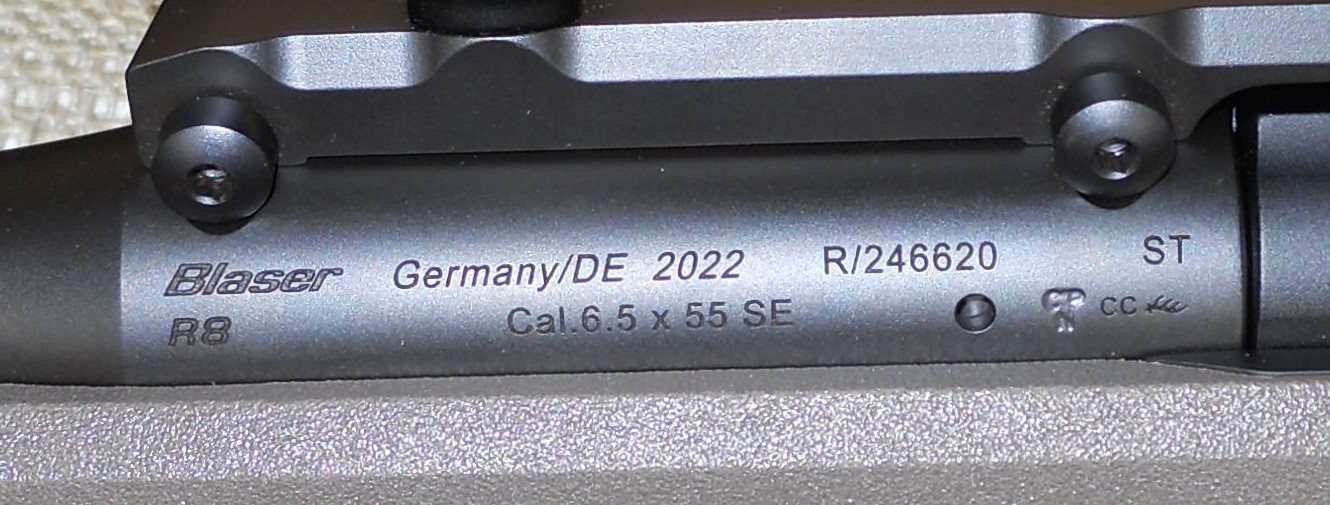 Blaser Germany/DE 2022 R/246620 ST
R8 Cal.6.5 x 55 SE CC